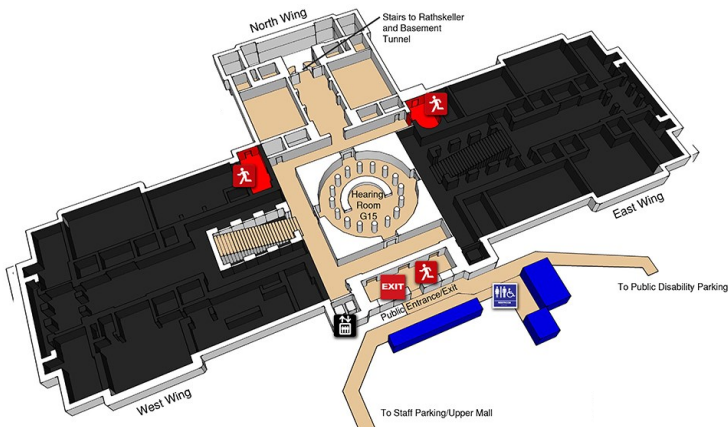 North Wing
Stairs to Rathskeller
and Basement
Tunnel
Hearing
Room
G15
East Wing
EXIT
Public Entrance/Exit
To Public Disability Parking
West Wing
To Staff Parking/Upper Mall